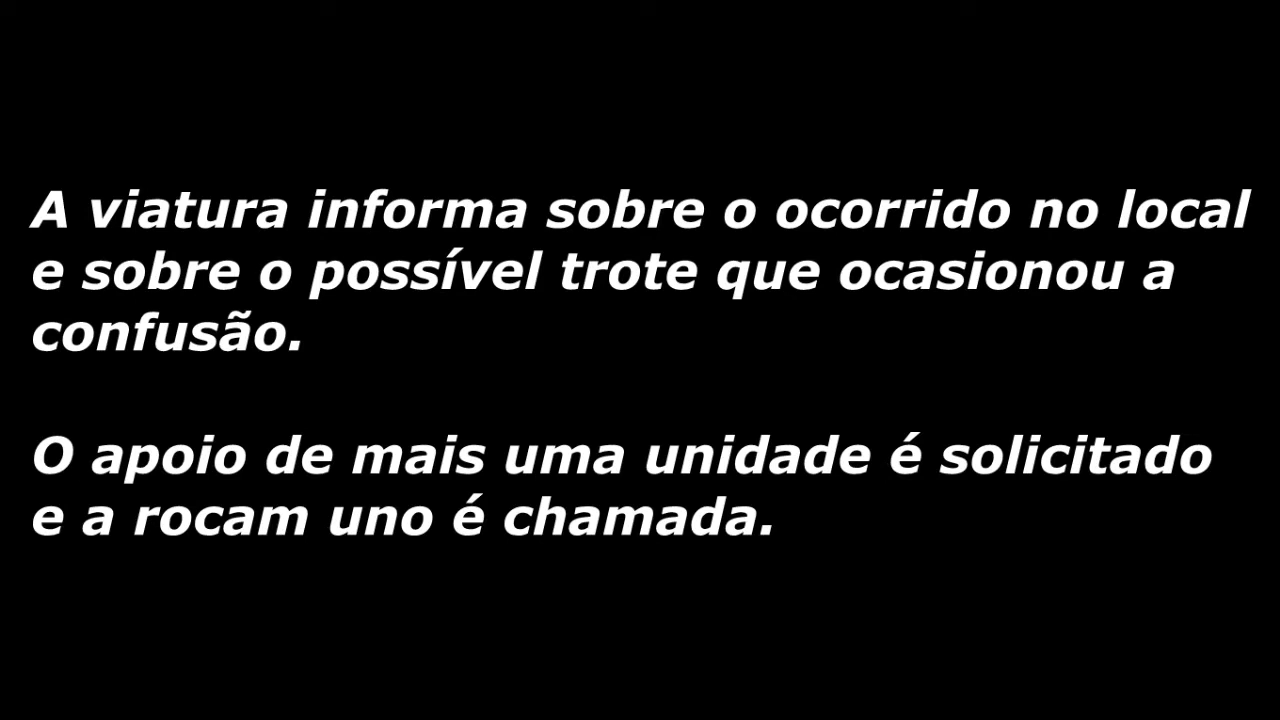 A viatura informa sobre o ocorrido no local
e sobre o possível trote que ocasionou a
confusão.
O apoio de mais uma unidade é solicitado
e a rocam uno é chamada.